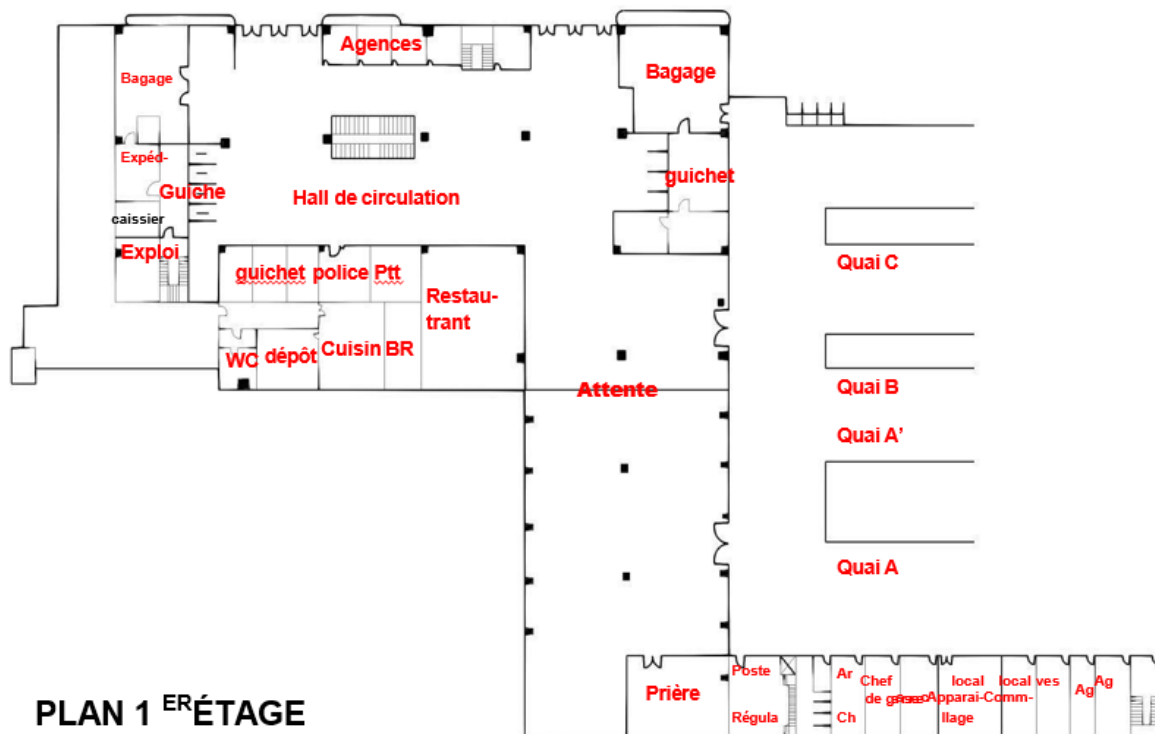 Agences
Bagage
Bagage
Expéd-
Guiche
guichet
Hall de circulation
caissier
Exploi
guichet police Ptt
Restau-
trant
Quai C
WC dépôt Cuisin BR
Attente
Quai B
Quai A'
Quai A
Prière
Poste
Régula
Ar
Ch
Chef
de gare
local
Apparai-
llage
local
Comm-
ves
Ag
Ag
PLAN 1 ER ÉTAGE